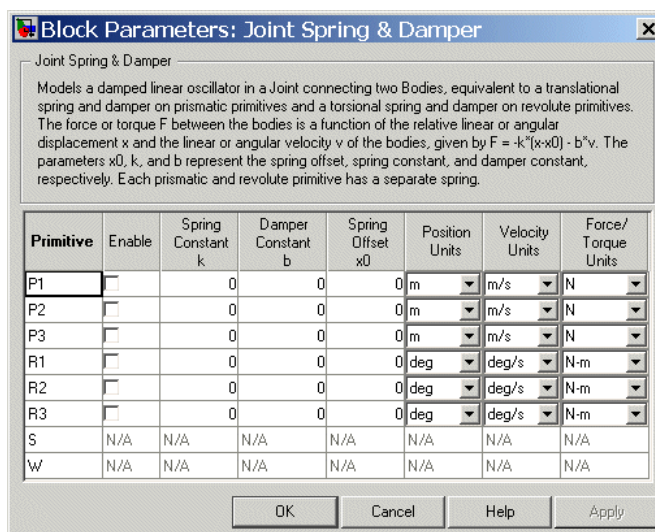 Block Parameters: Joint Spring & Damper
Joint Spring & Damper
Models a damped linear oscillator in a Joint connecting two Bodies, equivalent to a translational
spring and damper on prismatic primitives and a torsional spring and damper on revolute primitives.
The force or torque F between the bodies is a function of the relative linear or angular
displacement x and the linear or angular velocity v of the bodies, given by F = -k*(x-x0) - b*v. The
parameters x0, k, and b represent the spring offset, spring constant, and damper constant,
respectively. Each prismatic and revolute primitive has a separate spring.
Primitive Enable Spring Constant k Damper Constant b Spring Offset x0 Position Units Velocity Units Force/ Torque Units
P1 0 0 0 m m/s N
P2 0 0 0 m m/s N
P3 0 0 0 m m/s N
R1 0 0 0 deg deg/s N-m
R2 0 0 0 deg deg/s N-m
R3 0 0 0 deg deg/s N-m
S N/A N/A N/A N/A N/A N/A N/A
W N/A N/A N/A N/A N/A N/A N/A
OK Cancel Help Apply